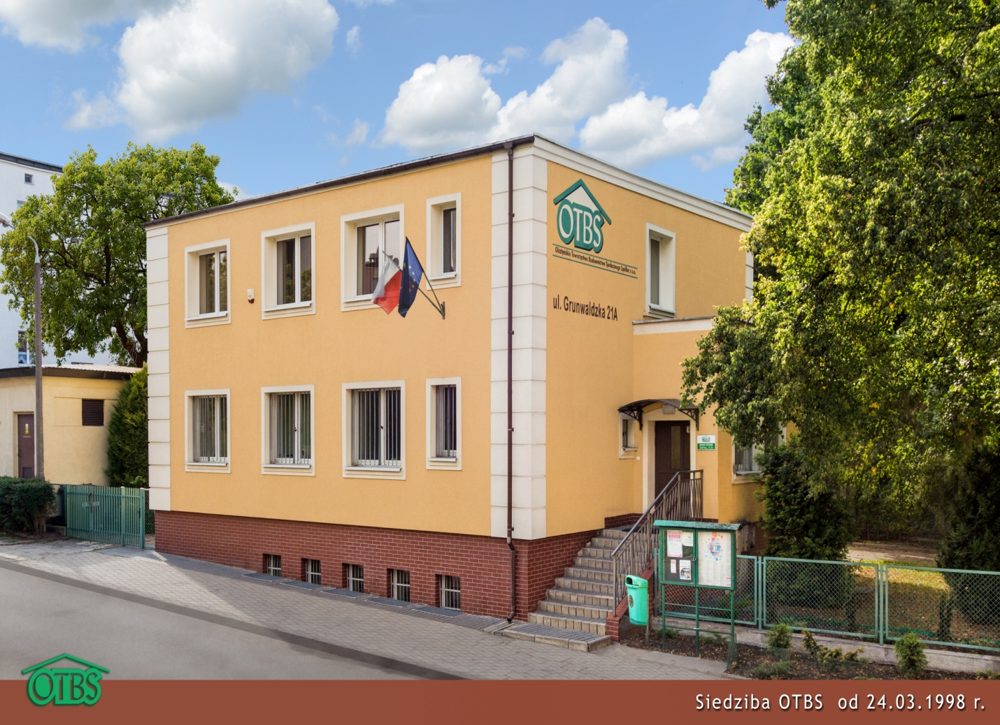 OTBS
Olsztyńskie Towarzystwo Budownictwa Społecznego Spółka z o.o.
ul. Grunwaldzka 21A
OTBS
Siedziba OTBS od 24.03.1998 r.